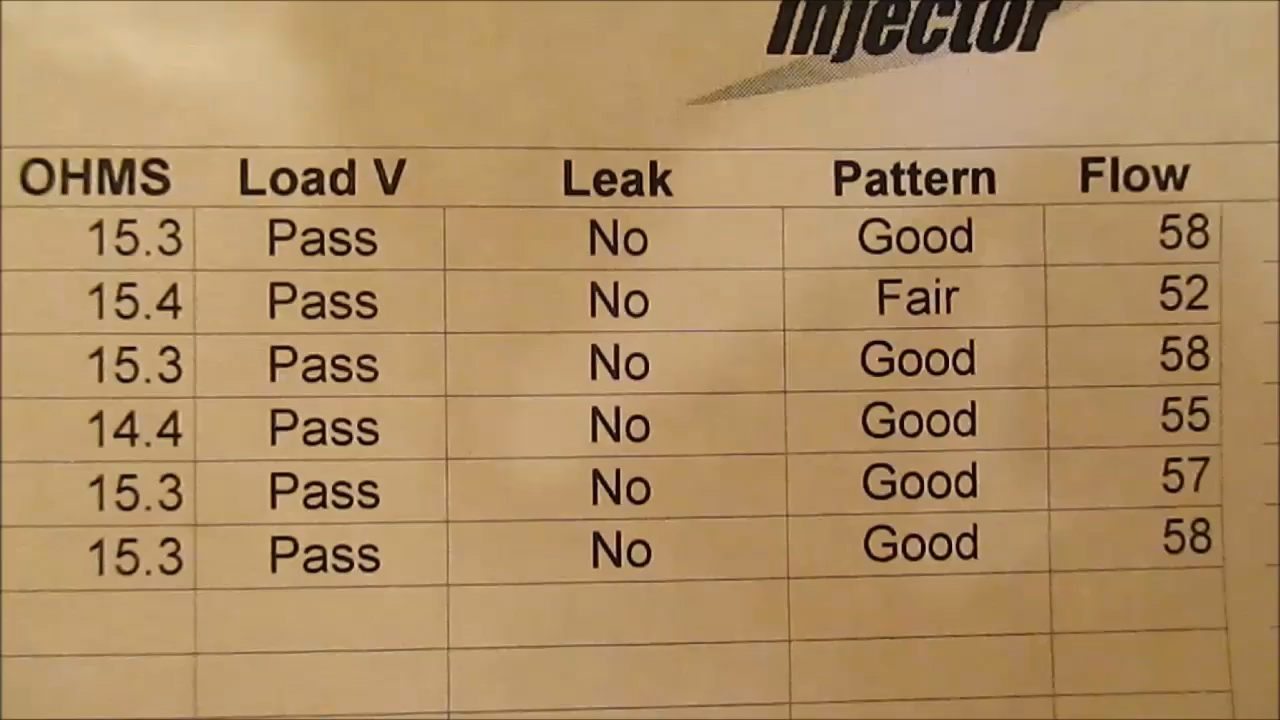 Injector
OHMS Load V Leak Pattern Flow
15.3 Pass No Good 58
15.4 Pass No Fair 52
15.3 Pass No Good 58
14.4 Pass No Good 55
15.3 Pass No Good 57
15.3 Pass No Good 58